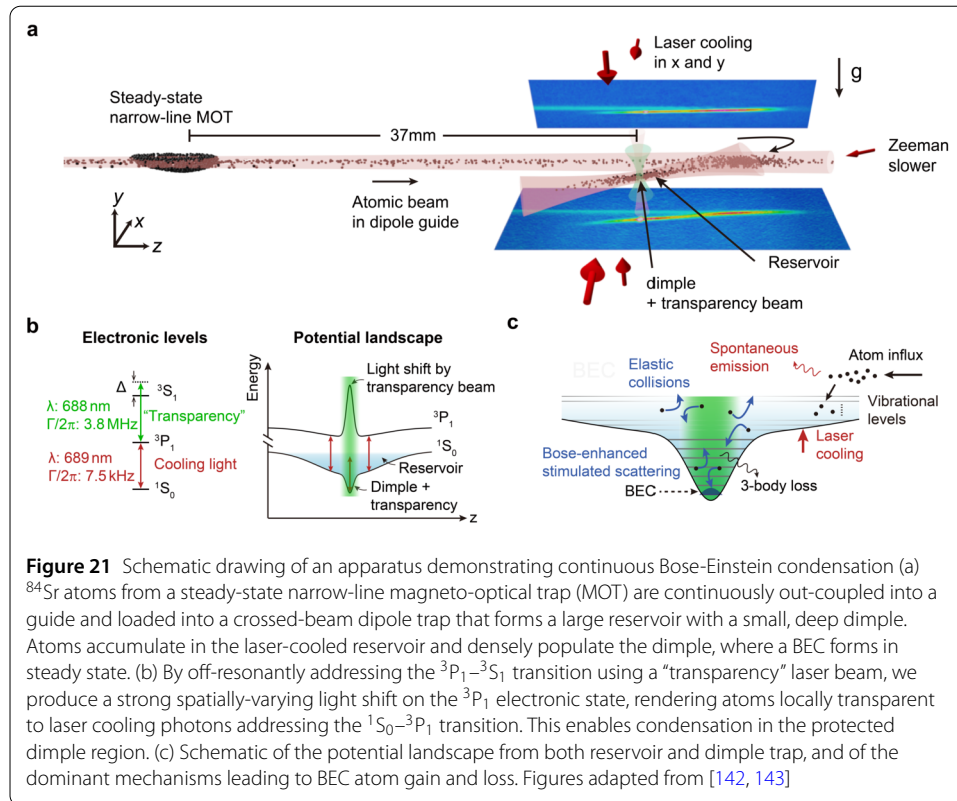 a
Laser cooling
in x and y
g
Steady-state
narrow-line MOT
37mm
Zeeman
slower
Atomic beam
in dipole guide
y
x
z
Reservoir
dimple
+ transparency beam
b
Electronic levels
Δ
³S₁
λ: 688 nm
Γ/2π: 3.8 MHz
"Transparency"
³P₁
λ: 689 nm
Γ/2π: 7.5 kHz
Cooling light
¹S₀
Potential landscape
Energy
Light shift by
transparency beam
³P₁
¹S₀
Reservoir
Dimple +
transparency
z
c
BEC
Spontaneous
emission
Atom influx
Elastic
collisions
Vibrational
levels
Laser
cooling
Bose-enhanced
stimulated scattering
3-body loss
BEC
Figure 21 Schematic drawing of an apparatus demonstrating continuous Bose-Einstein condensation (a)
⁸⁴Sr atoms from a steady-state narrow-line magneto-optical trap (MOT) are continuously out-coupled into a
guide and loaded into a crossed-beam dipole trap that forms a large reservoir with a small, deep dimple.
Atoms accumulate in the laser-cooled reservoir and densely populate the dimple, where a BEC forms in
steady state. (b) By off-resonantly addressing the ³P₁–³S₁ transition using a "transparency" laser beam, we
produce a strong spatially-varying light shift on the ³P₁ electronic state, rendering atoms locally transparent
to laser cooling photons addressing the ¹S₀–³P₁ transition. This enables condensation in the protected
dimple region. (c) Schematic of the potential landscape from both reservoir and dimple trap, and of the
dominant mechanisms leading to BEC atom gain and loss. Figures adapted from [142, 143]